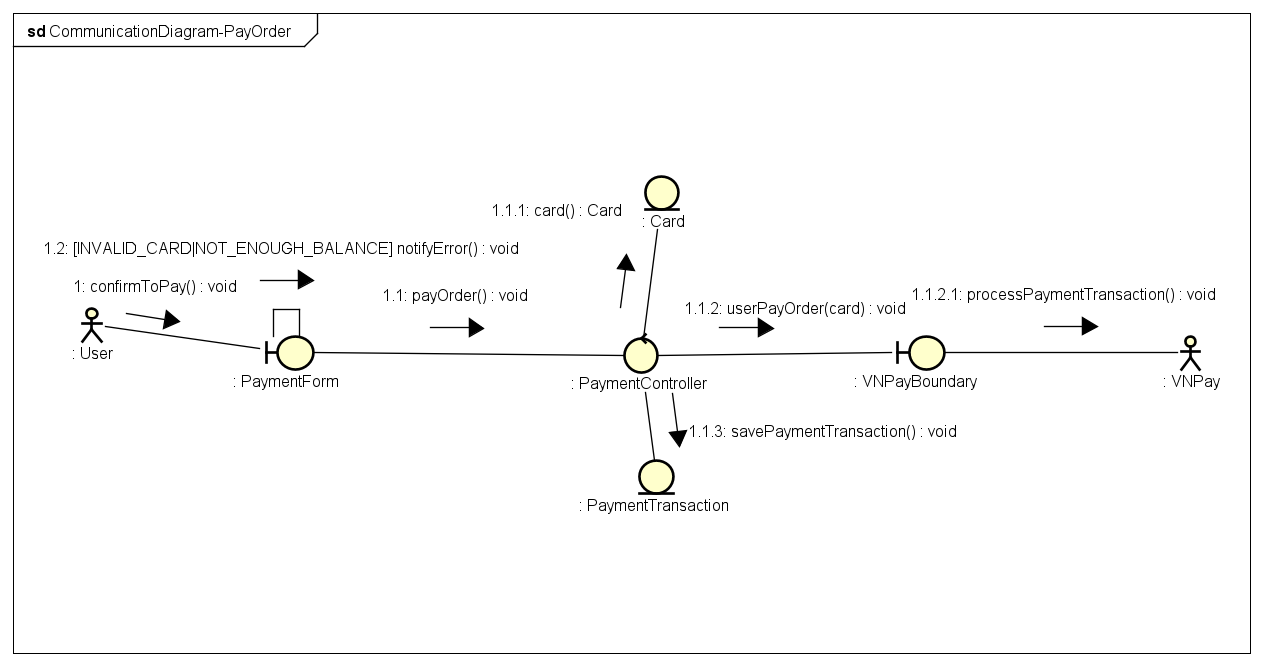 sd CommunicationDiagram-PayOrder
1.1.1: card() : Card
: Card
1.2: [INVALID_CARD|NOT_ENOUGH_BALANCE] notifyError() : void
1: confirmToPay() : void
1.1: payOrder() : void
1.1.2: userPayOrder(card) : void
1.1.2.1: processPaymentTransaction() : void
: User
: PaymentForm
: PaymentController
: VNPayBoundary
: VNPay
1.1.3: savePaymentTransaction() : void
: PaymentTransaction